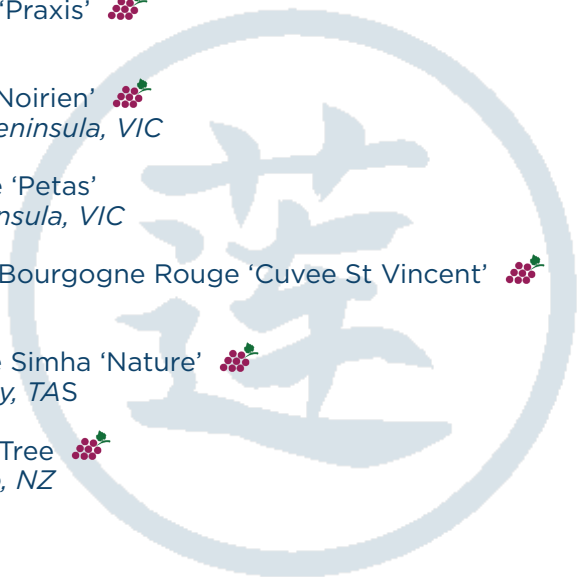 ‘Praxis’
Noirien’
eninsula, VIC
‘Petas’
nsula, VIC
Bourgogne Rouge ‘Cuvee St Vincent’
Simha ‘Nature’
y, TAS
Tree
, NZ
莲